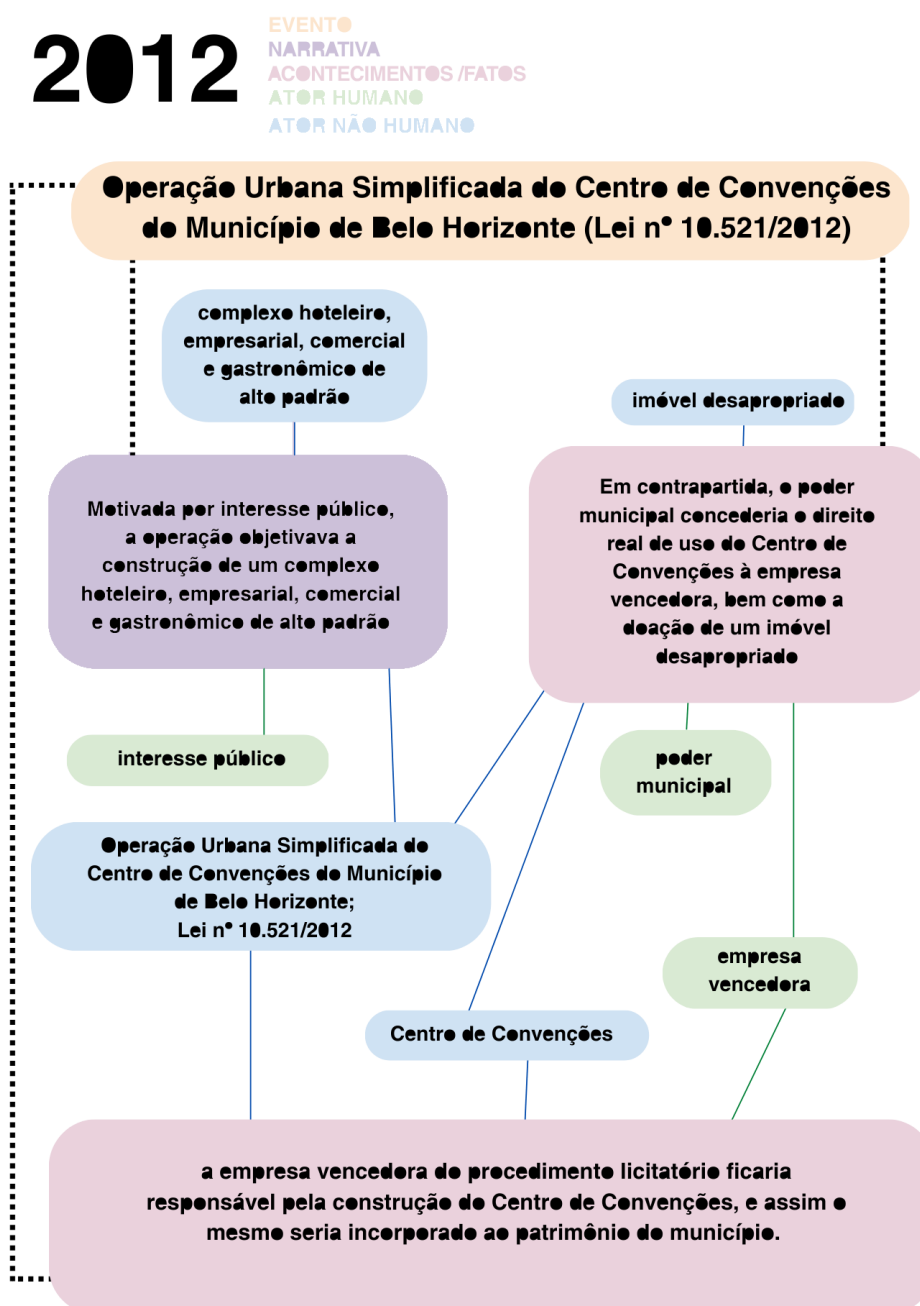 2012
EVENTO
NARRATIVA
ACONTECIMENTOS /FATOS
ATOR HUMANO
ATOR NÃO HUMANO
Operação Urbana Simplificada do Centro de Convenções
do Município de Belo Horizonte (Lei nº 10.521/2012)
complexo hoteleiro,
empresarial, comercial
e gastronômico de
alto padrão
imóvel desapropriado
Motivada por interesse público,
a operação objetivava a
construção de um complexo
hoteleiro, empresarial, comercial
e gastronômico de alto padrão
Em contrapartida, o poder
municipal concederia o direito
real de uso do Centro de
Convenções à empresa
vencedora, bem como a
doação de um imóvel
desapropriado
interesse público
poder
municipal
Operação Urbana Simplificada do
Centro de Convenções do Município
de Belo Horizonte;
Lei nº 10.521/2012
empresa
vencedora
Centro de Convenções
a empresa vencedora do procedimento licitatório ficaria
responsável pela construção do Centro de Convenções, e assim o
mesmo seria incorporado ao patrimônio do município.